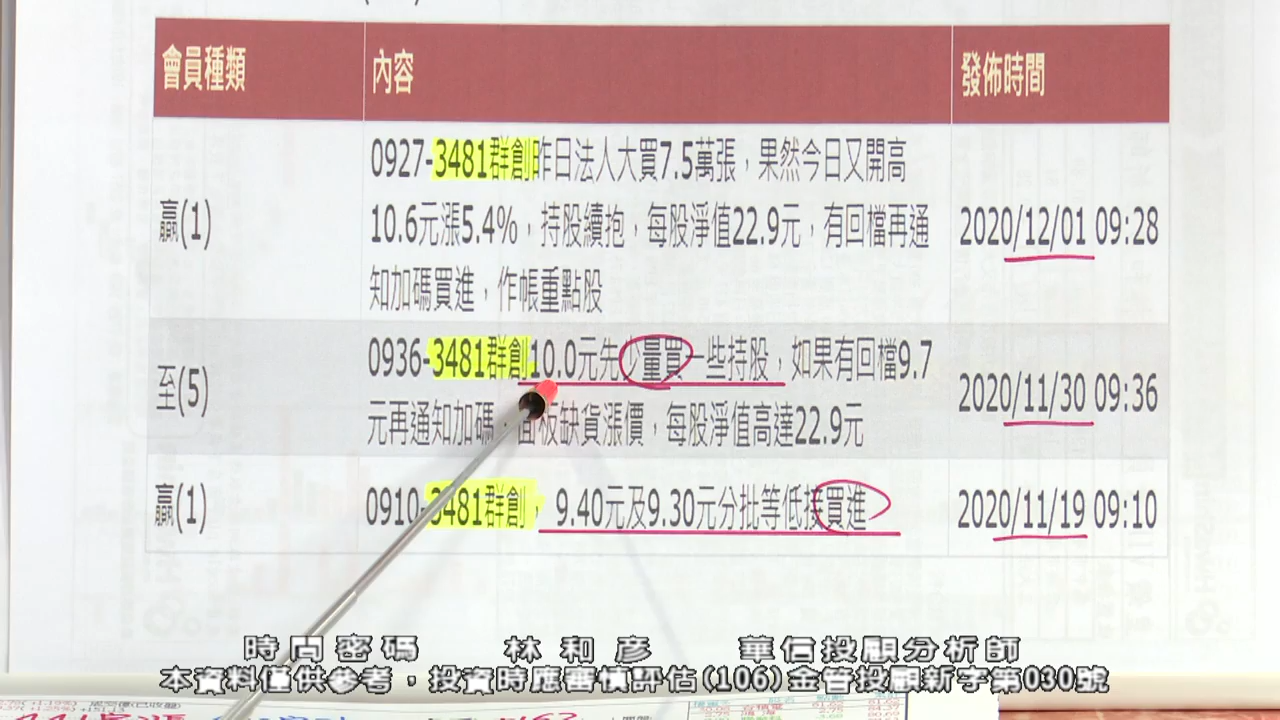 會員種類 內容 發佈時間
0927-3481群創昨日法人大買7.5萬張，果然今日又開高
贏(1) 10.6元漲5.4%，持股續抱，每股淨值22.9元，有回檔再通 2020/12/01 09:28
知加碼買進，作帳重點股
0936-3481群創10.0元先少量買一些持股，如果有回檔9.7
至(5) 2020/11/30 09:36
元再通知加碼，面板缺貨漲價，每股淨值高達22.9元
贏(1) 0910-3481群創，9.40元及9.30元分批等低接買進 2020/11/19 09:10
時間密碼 林和彥 華信投顧分析師
本資料僅供參考，投資時應審慎評估(106)金管投顧新字第030號